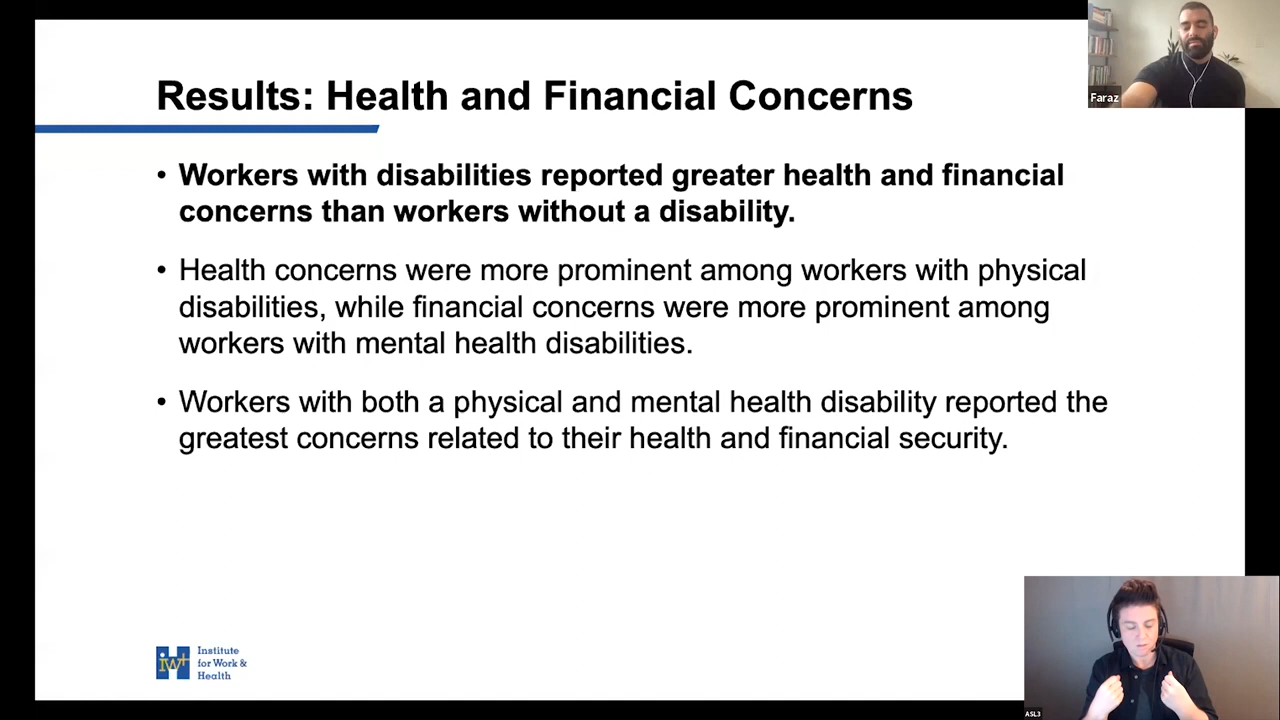 Results: Health and Financial Concerns
Faraz
• Workers with disabilities reported greater health and financial
concerns than workers without a disability.
• Health concerns were more prominent among workers with physical
disabilities, while financial concerns were more prominent among
workers with mental health disabilities.
• Workers with both a physical and mental health disability reported the
greatest concerns related to their health and financial security.
iwh
Institute
for Work &
Health
ASL3